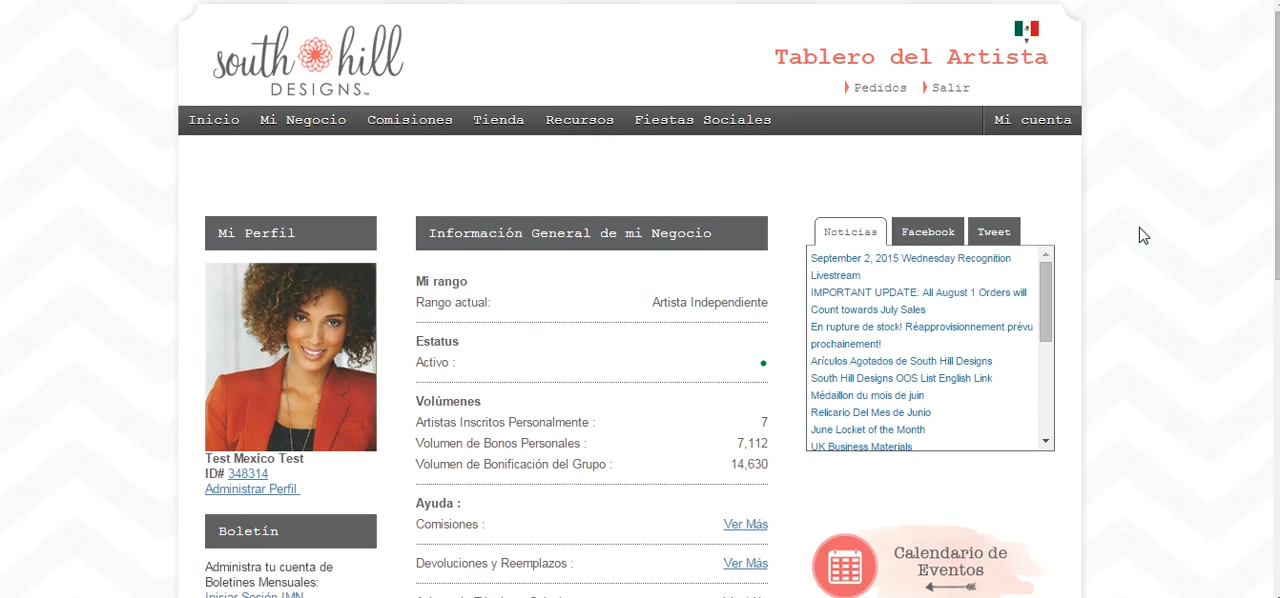 south hill
DESIGNS™
Tablero del Artista
Pedidos Salir
Inicio Mi Negocio Comisiones Tienda Recursos Fiestas Sociales Mi cuenta
Mi Perfil
Test Mexico Test
ID# 348314
Administrar Perfil
Boletín
Administra tu cuenta de
Boletines Mensuales:
Iniciar Sesión IMN
Información General de mi Negocio
Mi rango
Rango actual: Artista Independiente
Estatus
Activo :
Volúmenes
Artistas Inscritos Personalmente : 7
Volumen de Bonos Personales : 7,112
Volumen de Bonificación del Grupo : 14,630
Ayuda :
Comisiones : Ver Más
Devoluciones y Reemplazos : Ver Más
Noticias Facebook Tweet
September 2, 2015 Wednesday Recognition
Livestream
IMPORTANT UPDATE: All August 1 Orders will
Count towards July Sales
En rupture de stock! Réapprovisionnement prévu
prochainement!
Arículos Agotados de South Hill Designs
South Hill Designs OOS List English Link
Médaillon du mois de juin
Relicario Del Mes de Junio
June Locket of the Month
UK Business Materials
Calendario de
Eventos